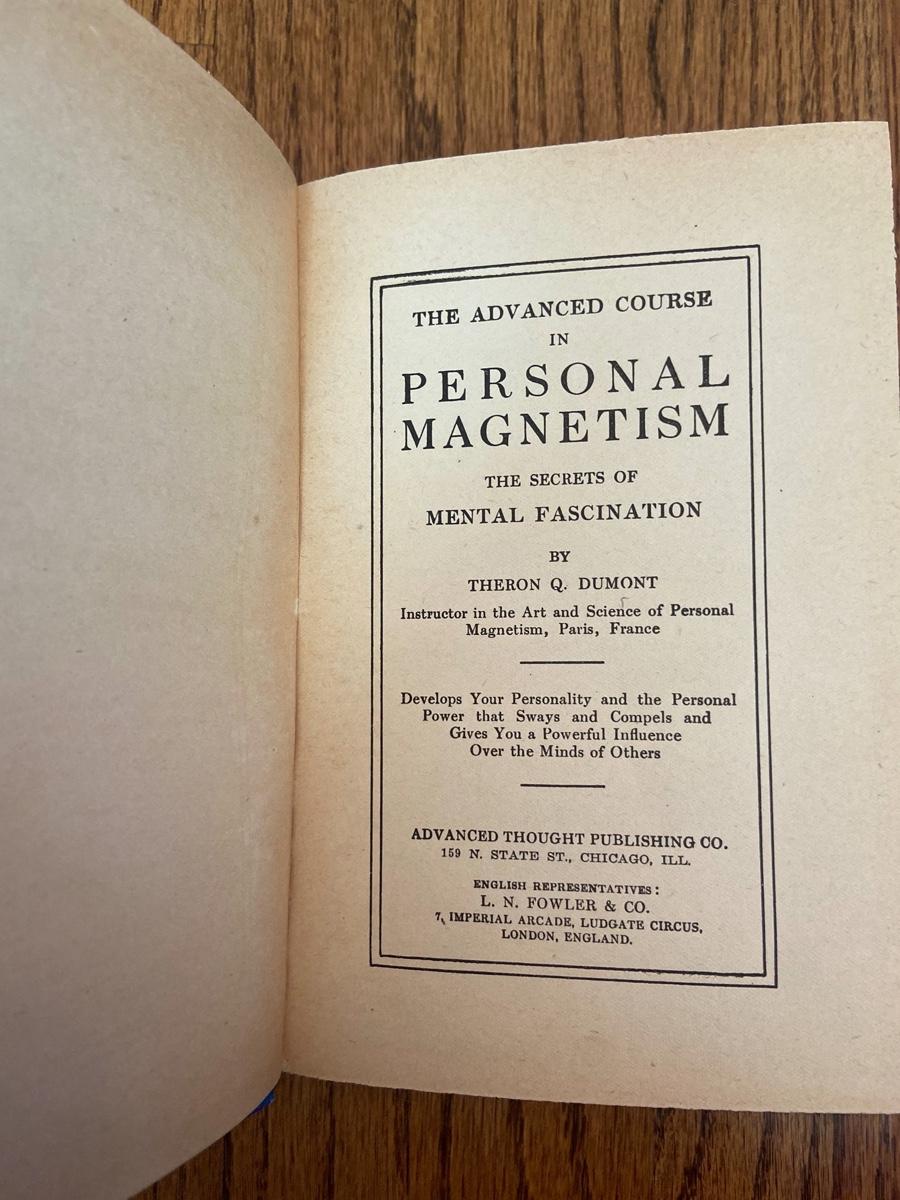 THE ADVANCED COURSE
IN
PERSONAL
MAGNETISM
THE SECRETS OF
MENTAL FASCINATION
BY
THERON Q. DUMONT
Instructor in the Art and Science of Personal
Magnetism, Paris, France
Develops Your Personality and the Personal
Power that Sways and Compels and
Gives You a Powerful Influence
Over the Minds of Others
ADVANCED THOUGHT PUBLISHING CO.
159 N. STATE ST., CHICAGO, ILL.
ENGLISH REPRESENTATIVES:
L. N. FOWLER & CO.
7, IMPERIAL ARCADE, LUDGATE CIRCUS,
LONDON, ENGLAND.